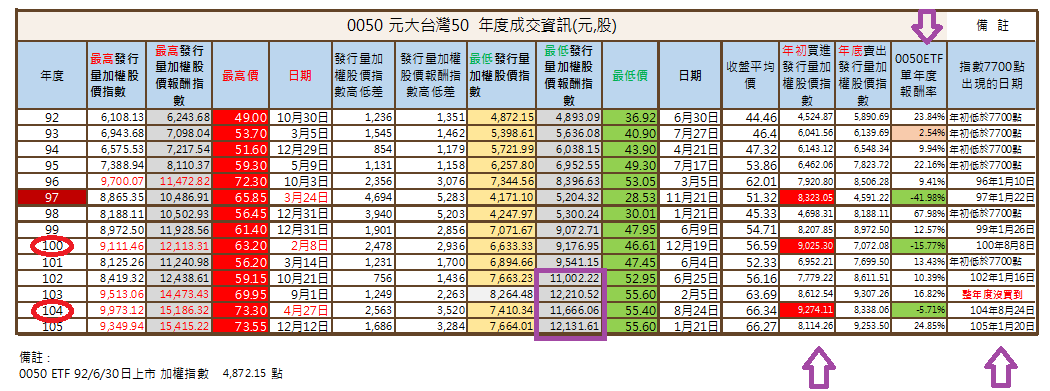 0050 元大台灣50 年度成交資訊(元,股) 備 註
年度 最高發行量加權股價指數 最高發行量加權股價報酬指數 最高價 日期 發行量加權股價指數高低差 發行量加權股價報酬指數高低差 最低發行量加權股價指數 最低發行量加權股價報酬指數 最低價 日期 收盤平均價 年初買進發行量加權股價指數 年底賣出發行量加權股價指數 0050ETF單年度報酬率 指數7700點出現的日期
92 6,108.13 6,243.68 49.00 10月30日 1,236 1,351 4,872.15 4,893.09 36.92 6月30日 44.46 4,524.87 5,890.69 23.84% 年初低於7700點
93 6,943.68 7,098.04 53.70 3月5日 1,545 1,462 5,398.61 5,636.08 40.90 7月27日 46.4 6,041.56 6,139.69 2.54% 年初低於7700點
94 6,575.53 7,217.54 51.60 12月29日 854 1,179 5,721.99 6,038.15 43.90 4月21日 47.32 6,143.12 6,548.34 9.94% 年初低於7700點
95 7,388.94 8,110.37 59.30 5月9日 1,131 1,158 6,257.80 6,952.55 49.30 7月17日 53.86 6,462.06 7,823.72 22.16% 年初低於7700點
96 9,700.07 11,472.82 72.30 10月3日 2,356 3,076 7,344.56 8,396.63 53.05 3月5日 62.01 7,920.80 8,506.28 9.41% 96年1月10日
97 8,865.35 10,486.91 65.85 3月24日 4,694 5,283 4,171.10 5,204.32 28.53 11月21日 51.32 8,323.05 4,591.22 -41.98% 97年1月22日
98 8,188.11 10,502.93 56.45 12月31日 3,940 5,203 4,247.97 5,300.24 30.01 1月21日 45.33 4,698.31 8,188.11 67.98% 年初低於7700點
99 8,972.50 11,928.56 61.40 12月31日 1,901 2,856 7,071.67 9,072.71 47.95 6月9日 54.71 8,207.85 8,972.50 12.57% 99年1月26日
100 9,111.46 12,113.31 63.20 2月8日 2,478 2,936 6,633.33 9,176.95 46.61 12月19日 56.59 9,025.30 7,072.08 -15.77% 100年8月8日
101 8,125.26 11,240.98 56.20 3月14日 1,231 1,700 6,894.66 9,541.15 47.45 6月4日 52.33 6,952.21 7,699.50 13.43% 年初低於7700點
102 8,419.32 12,438.61 59.15 10月21日 756 1,436 7,663.23 11,002.22 52.95 6月25日 56.16 7,779.22 8,611.51 10.39% 102年1月16日
103 9,513.06 14,473.43 69.95 9月1日 1,249 2,263 8,264.48 12,210.52 55.60 2月5日 63.69 8,612.54 9,307.26 16.82% 整年度沒買到
104 9,973.12 15,186.32 73.30 4月27日 2,563 3,520 7,410.34 11,666.06 55.40 8月24日 66.34 9,274.11 8,338.06 -5.71% 104年8月24日
105 9,349.94 15,415.22 73.55 12月12日 1,686 3,284 7,664.01 12,131.61 55.60 1月21日 66.27 8,114.26 9,253.50 24.85% 105年1月20日
備註：
0050 ETF 92/6/30日上市 加權指數 4,872.15 點